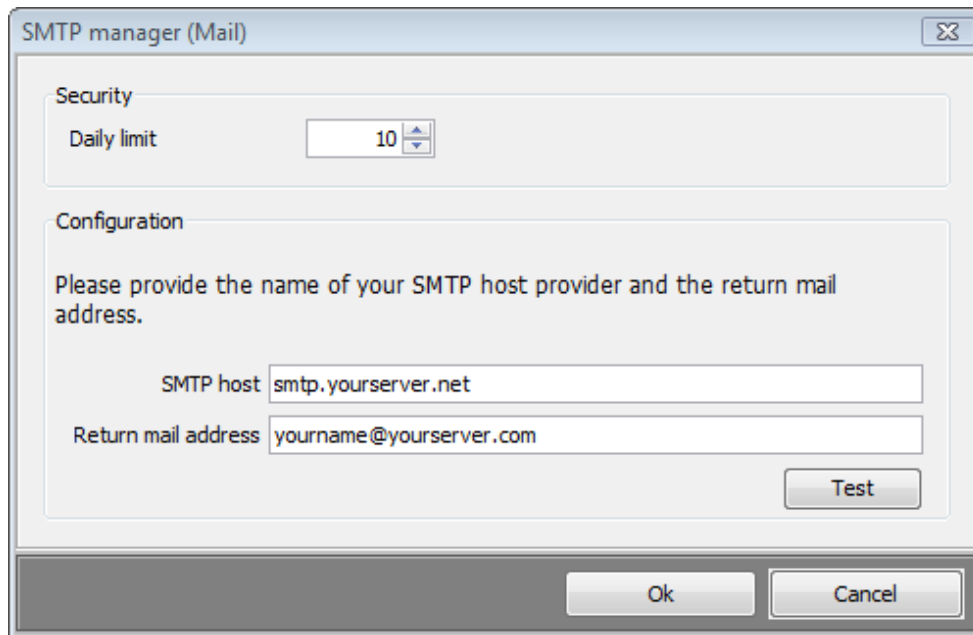 SMTP manager (Mail)
Security
Daily limit 10
Configuration
Please provide the name of your SMTP host provider and the return mail
address.
SMTP host smtp.yourserver.net
Return mail address yourname@yourserver.com
Test
Ok Cancel